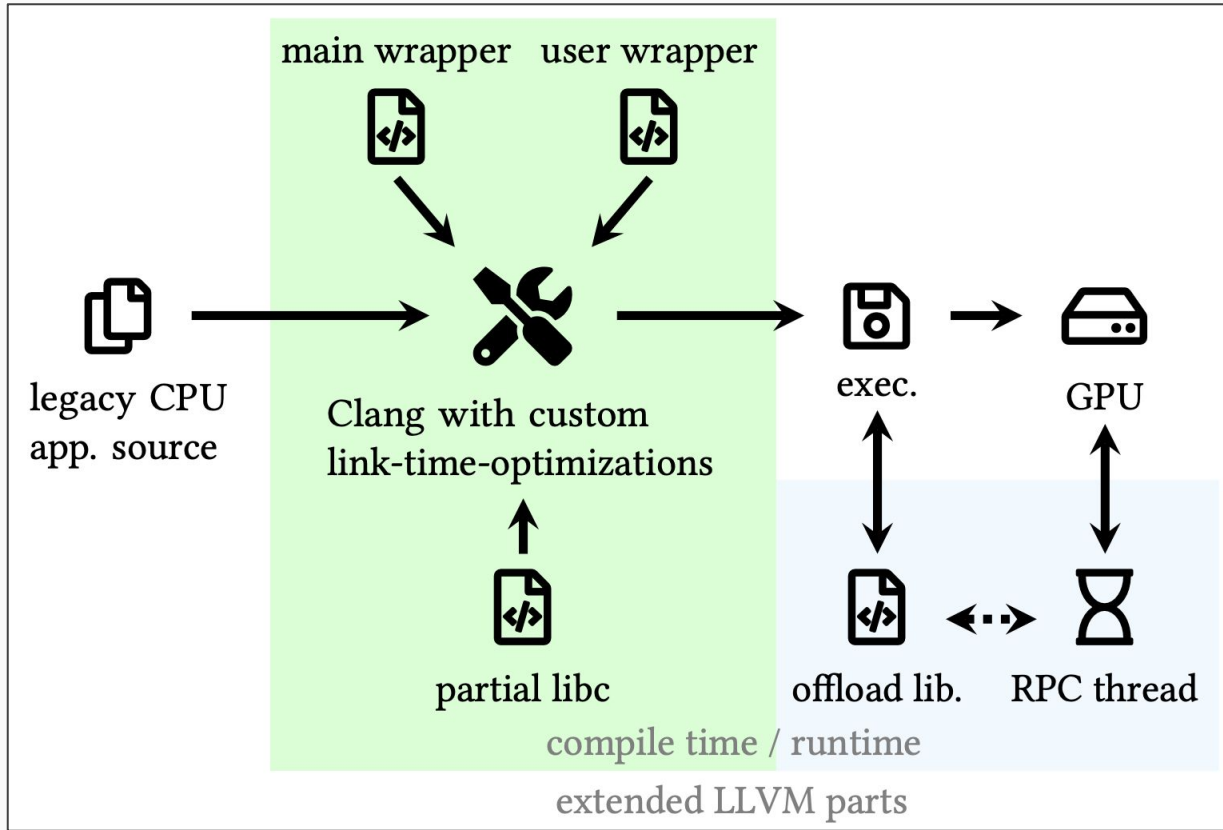 main wrapper
user wrapper
</>
</>
legacy CPU
app. source
Clang with custom
link-time-optimizations
exec.
GPU
</>
partial libc
</>
offload lib.
RPC thread
compile time / runtime
extended LLVM parts